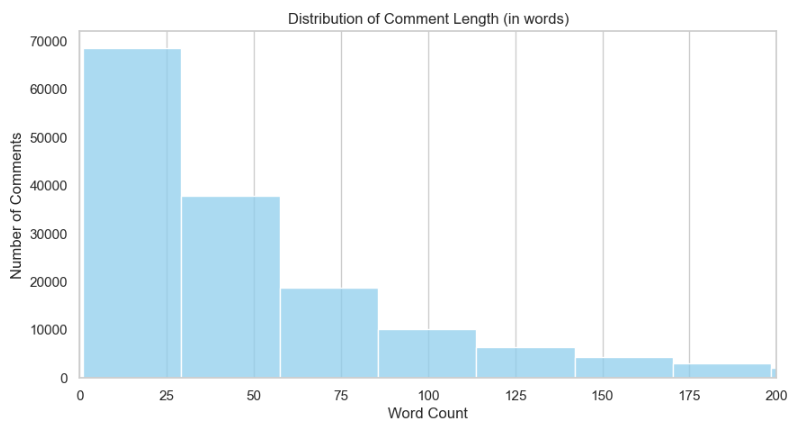 Distribution of Comment Length (in words)
70000
60000
50000
40000
30000
20000
10000
0
Number of Comments
0 25 50 75 100 125 150 175 200
Word Count